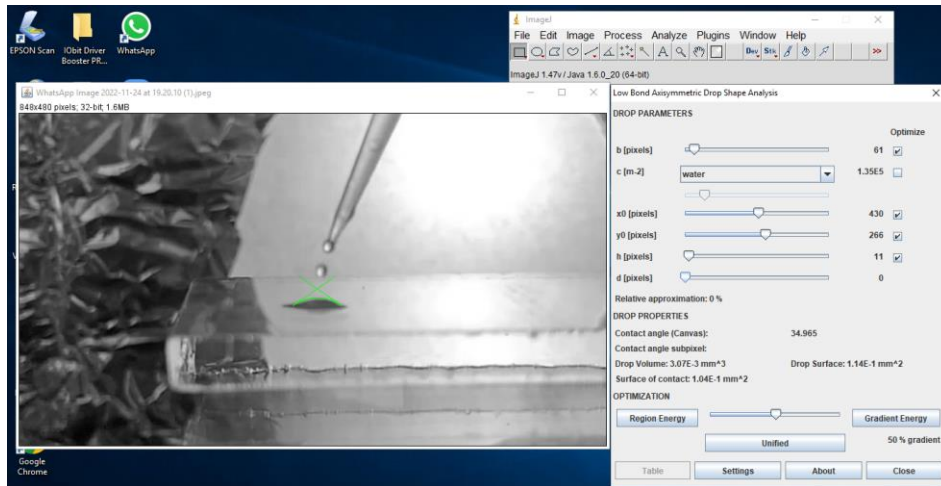 EPSON Scan
IObit Driver
Booster PR...
WhatsApp
ImageJ
File Edit Image Process Analyze Plugins Window Help
Dev Stk >>
ImageJ 1.47v / Java 1.6.0_20 (64-bit)
WhatsApp Image 2022-11-24 at 19.20.10 (1).jpeg
848x480 pixels; 32-bit; 1.6MB
Low Bond Axisymmetric Drop Shape Analysis
DROP PARAMETERS
Optimize
b [pixels] 61
c [m-2] water 1.35E5
x0 [pixels] 430
y0 [pixels] 266
h [pixels] 11
d [pixels] 0
Relative approximation: 0 %
DROP PROPERTIES
Contact angle (Canvas): 34.965
Contact angle subpixel:
Drop Volume: 3.07E-3 mm^3 Drop Surface: 1.14E-1 mm^2
Surface of contact: 1.04E-1 mm^2
OPTIMIZATION
Region Energy Gradient Energy
Unified 50 % gradient
Table Settings About Close
Google
Chrome